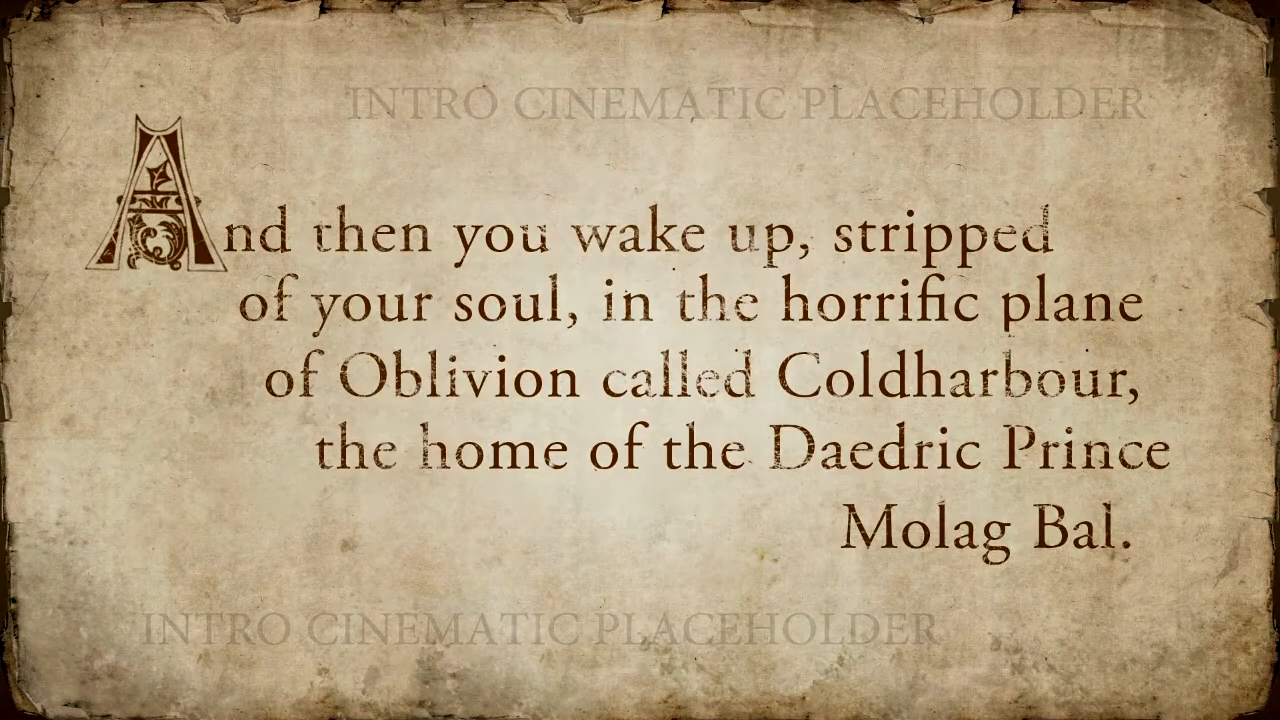 INTRO CINEMATIC PLACEHOLDER
And then you wake up, stripped
of your soul, in the horrific plane
of Oblivion called Coldharbour,
the home of the Daedric Prince
Molag Bal.
INTRO CINEMATIC PLACEHOLDER